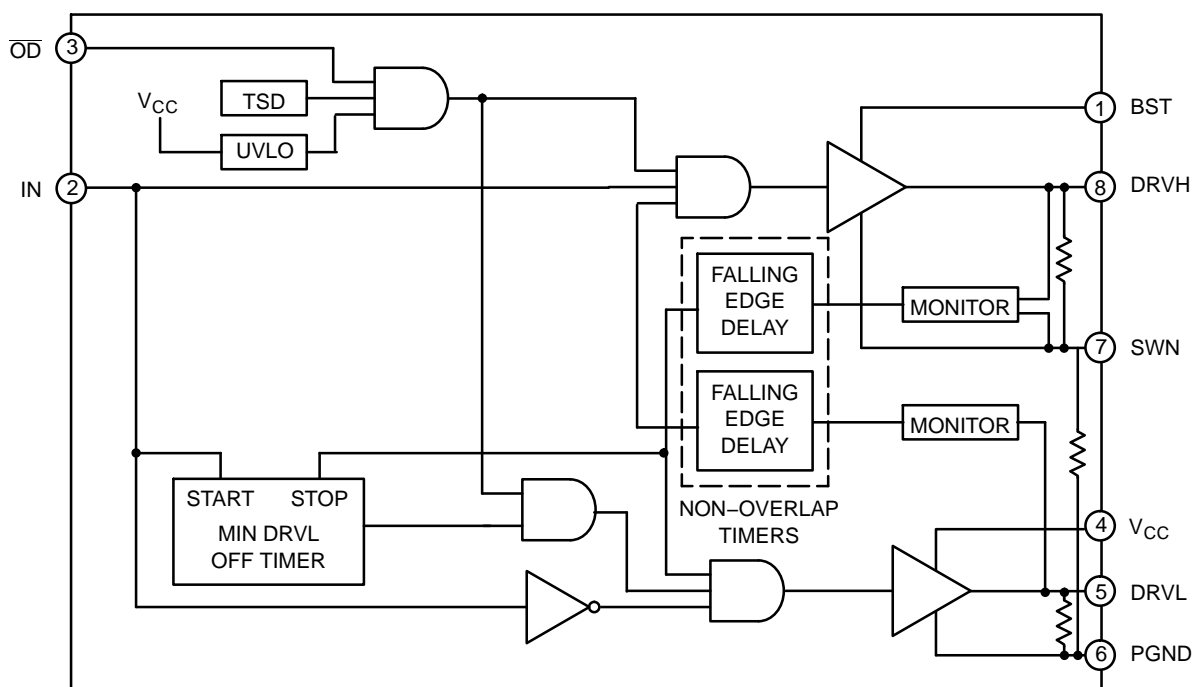 OD
3
TSD
VCC
UVLO
IN
2
1
BST
8
DRVH
FALLING
EDGE
DELAY
MONITOR
7
SWN
FALLING
EDGE
DELAY
MONITOR
START STOP
MIN DRVL
OFF TIMER
NON−OVERLAP
TIMERS
4
VCC
5
DRVL
6
PGND